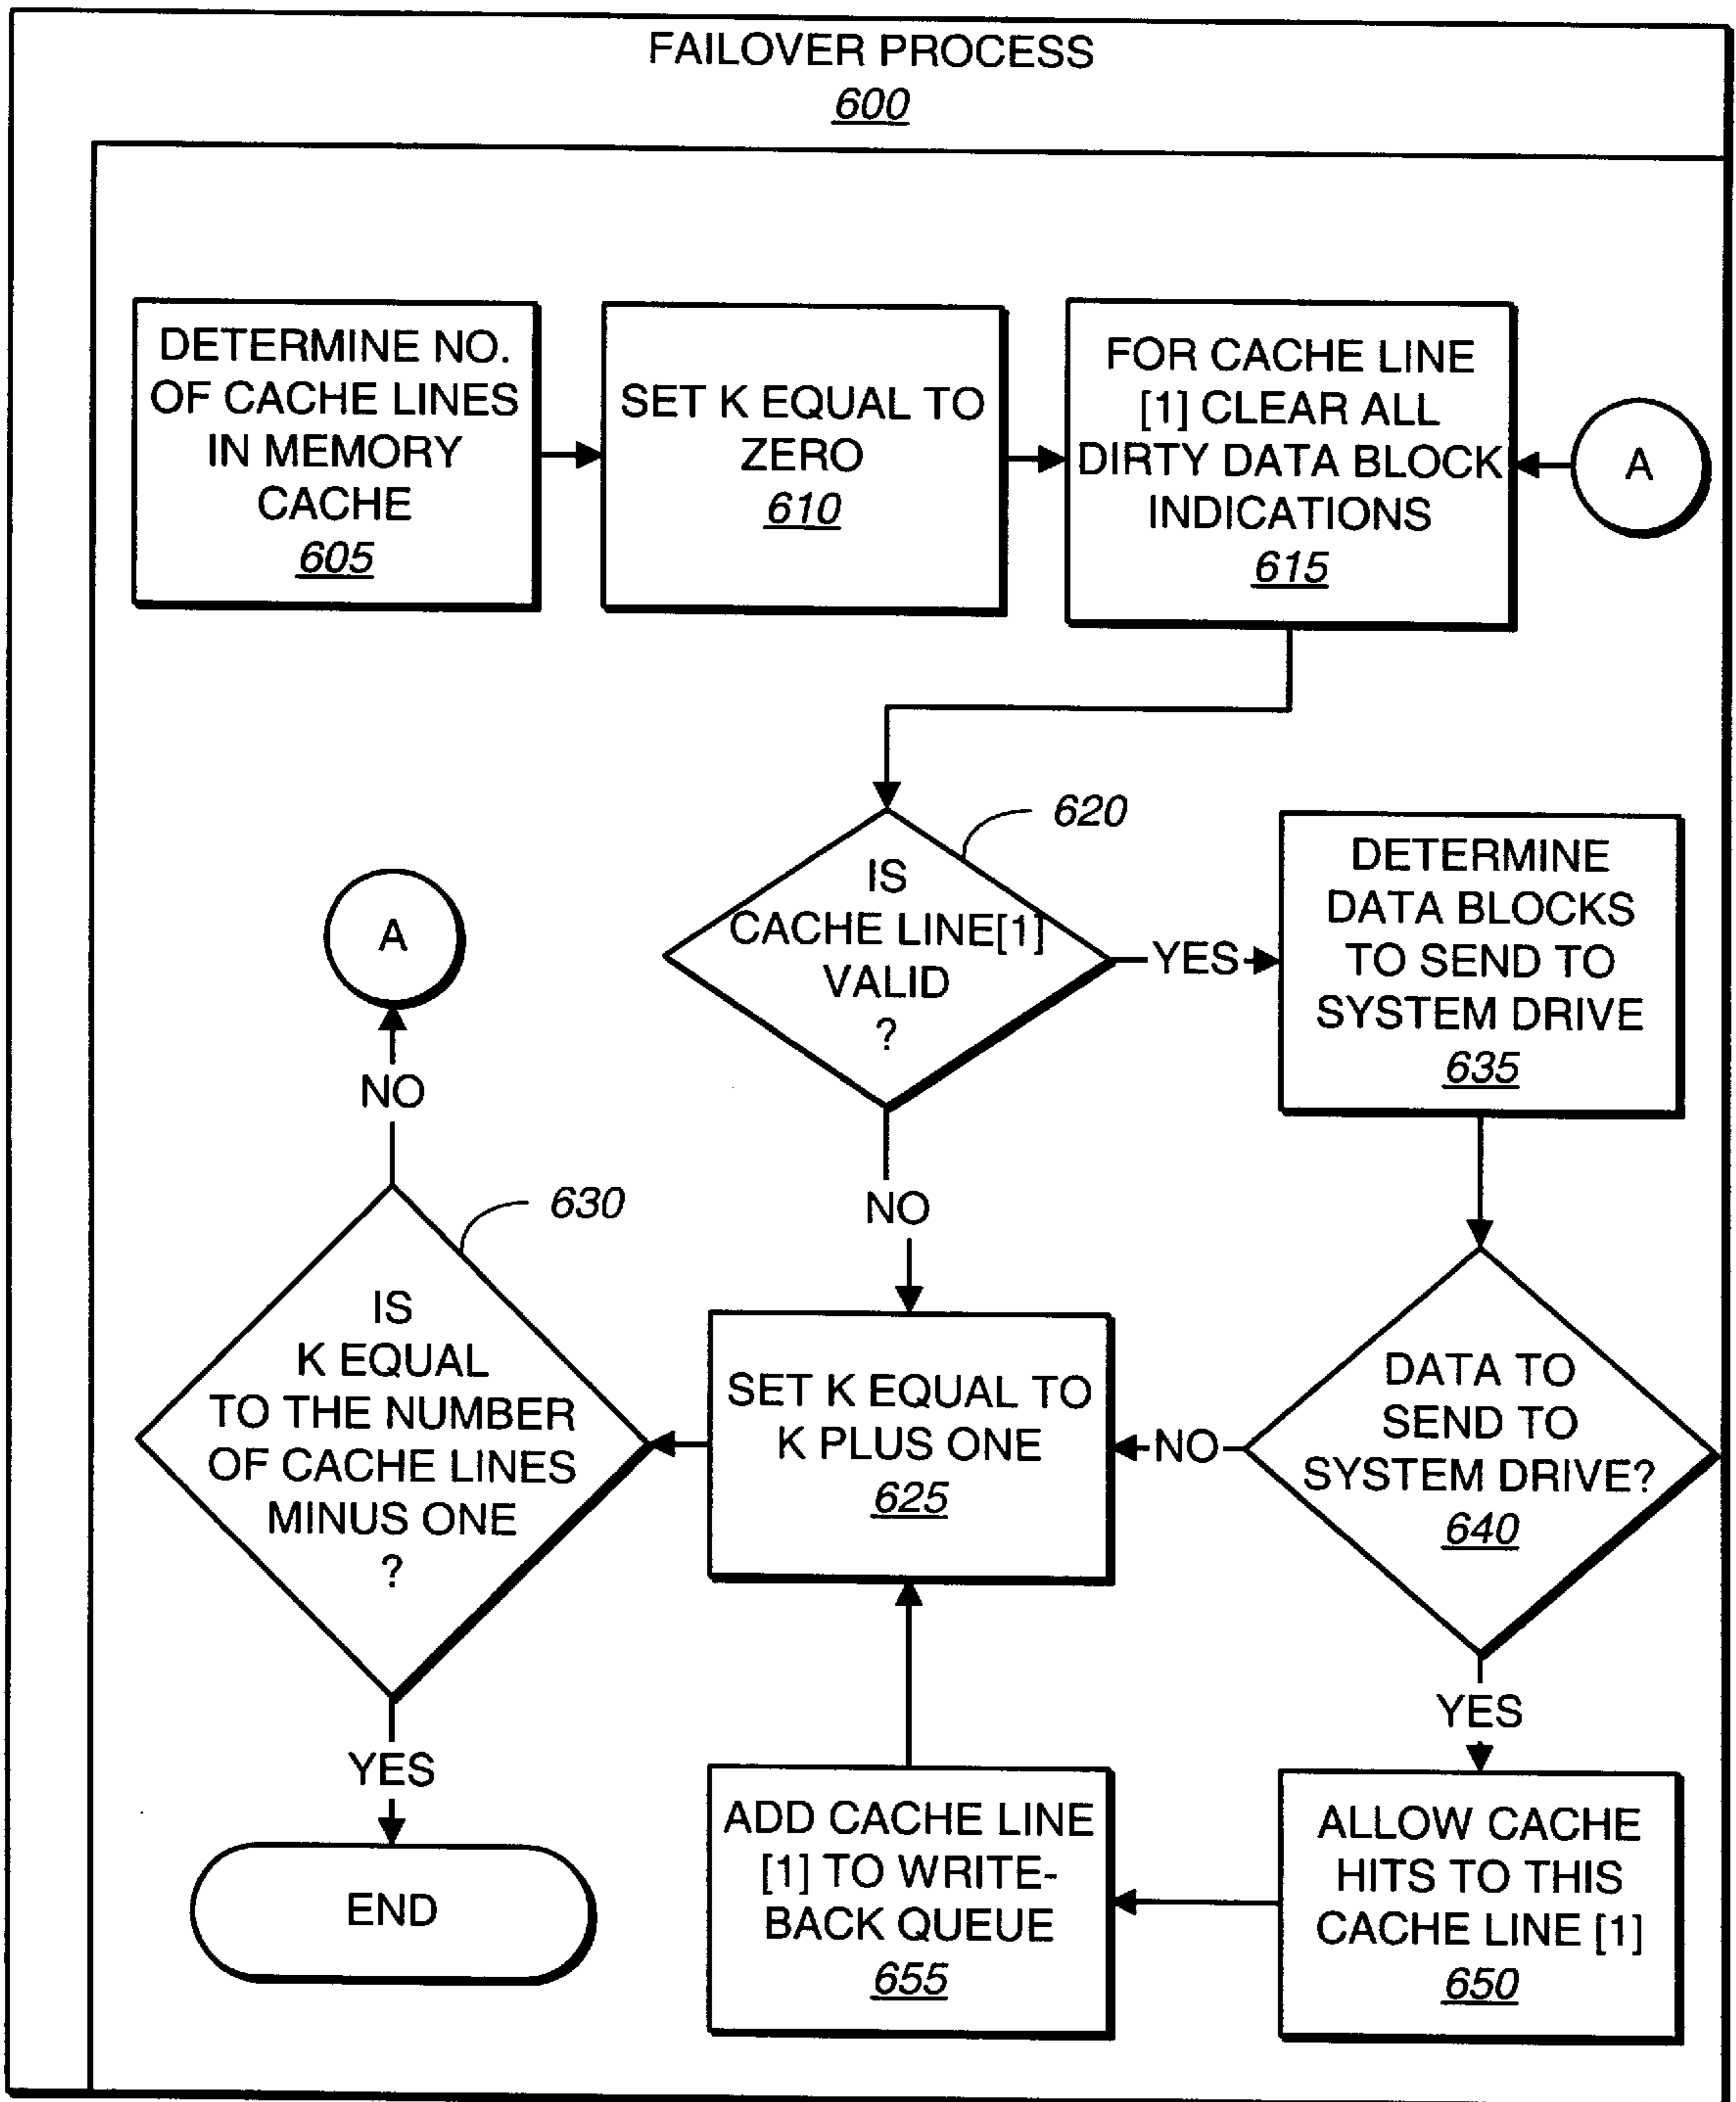 FAILOVER PROCESS
600
DETERMINE NO.
OF CACHE LINES
IN MEMORY
CACHE
605
SET K EQUAL TO
ZERO
610
FOR CACHE LINE
[1] CLEAR ALL
DIRTY DATA BLOCK
INDICATIONS
615
A
620
IS
CACHE LINE[1]
VALID
?
YES
NO
DETERMINE
DATA BLOCKS
TO SEND TO
SYSTEM DRIVE
635
A
NO
630
IS
K EQUAL
TO THE NUMBER
OF CACHE LINES
MINUS ONE
?
YES
END
SET K EQUAL TO
K PLUS ONE
625
NO
DATA TO
SEND TO
SYSTEM DRIVE?
640
YES
ADD CACHE LINE
[1] TO WRITE-
BACK QUEUE
655
ALLOW CACHE
HITS TO THIS
CACHE LINE [1]
650